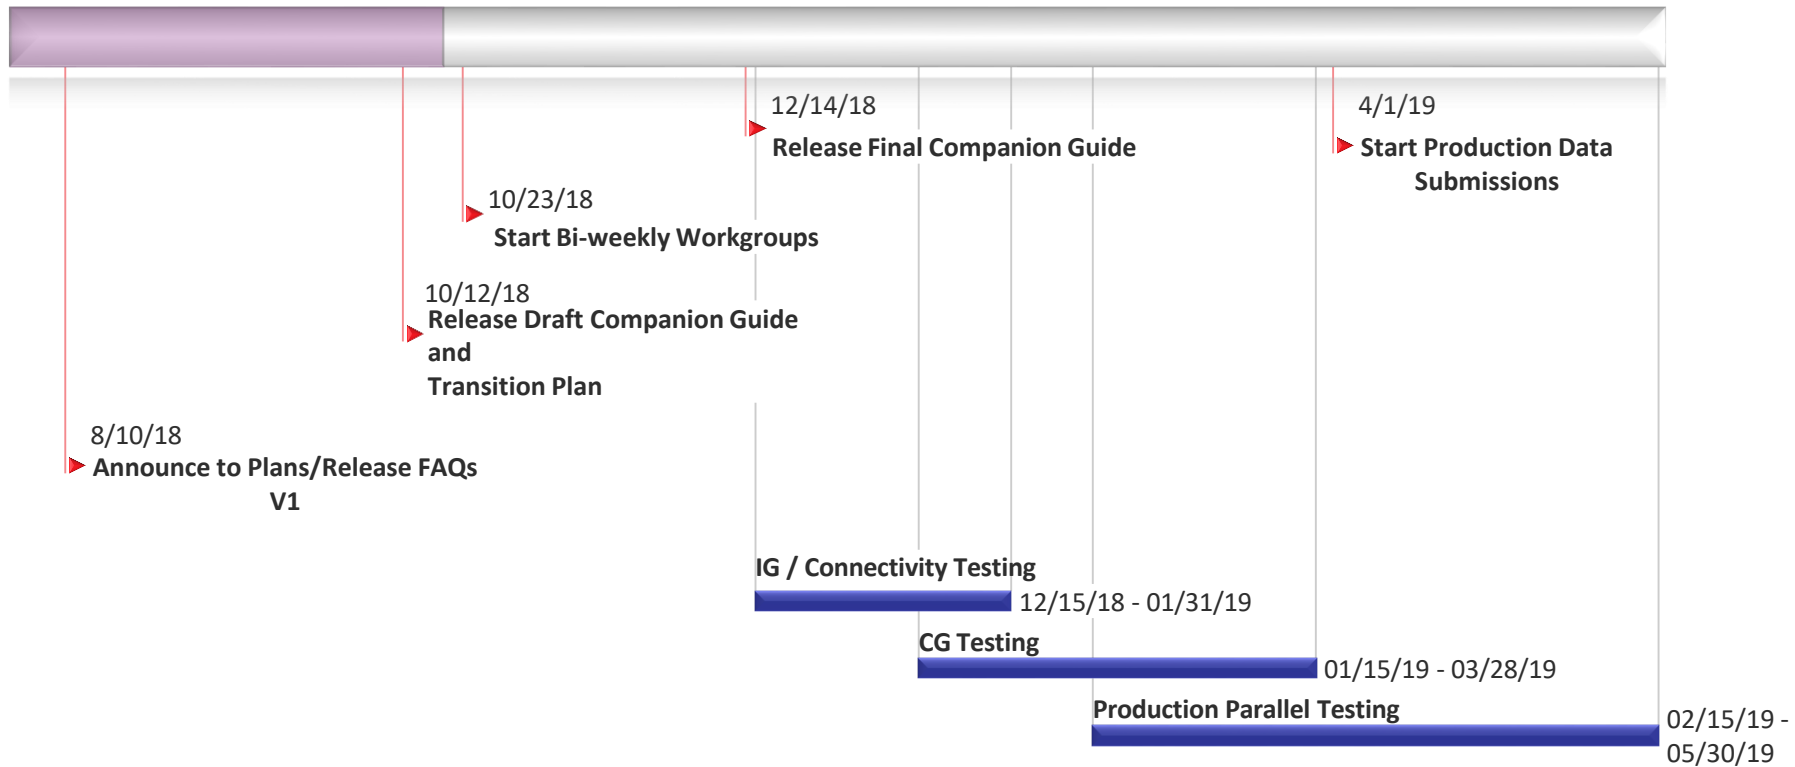 12/14/18
Release Final Companion Guide
4/1/19
Start Production Data
Submissions
10/23/18
Start Bi-weekly Workgroups
10/12/18
Release Draft Companion Guide
and
Transition Plan
8/10/18
Announce to Plans/Release FAQs
V1
IG / Connectivity Testing
12/15/18 - 01/31/19
CG Testing
01/15/19 - 03/28/19
Production Parallel Testing
02/15/19 -
05/30/19